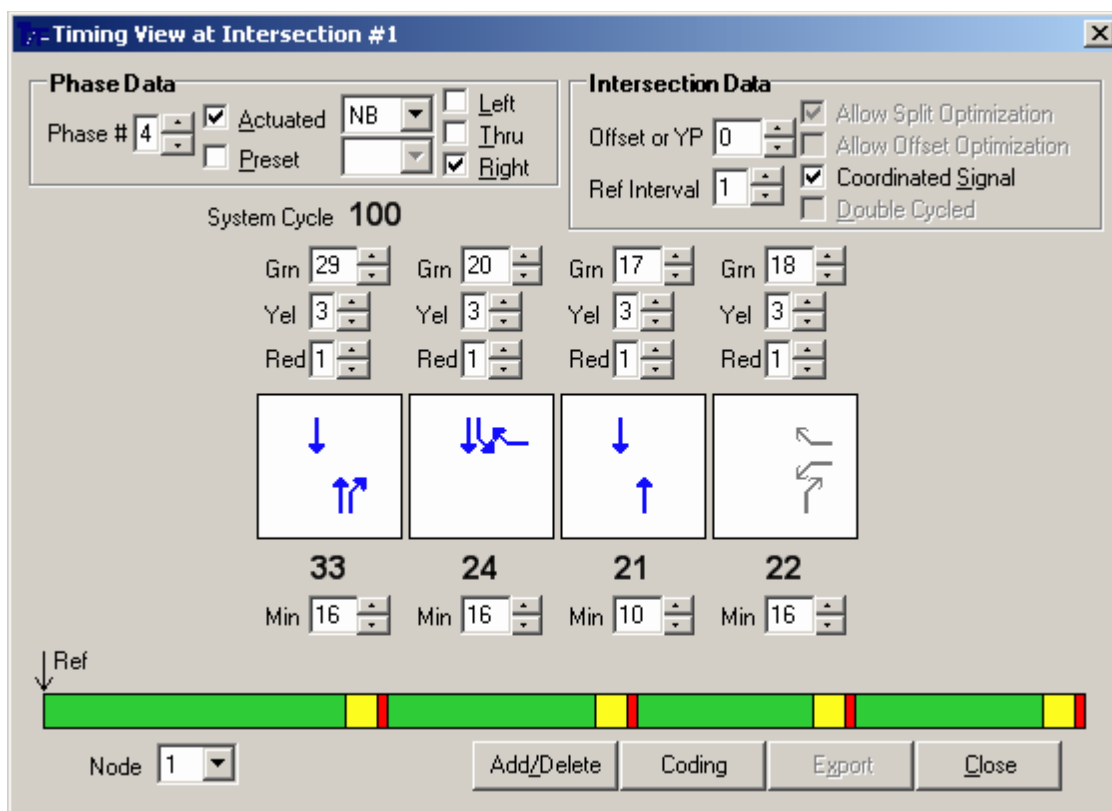 Timing View at Intersection #1
Phase Data
Phase # 4
Actuated
NB
Left
Thru
Preset
Right
Intersection Data
Offset or YP 0
Allow Split Optimization
Allow Offset Optimization
Ref Interval 1
Coordinated Signal
Double Cycled
System Cycle 100
Grn 29 Grn 20 Grn 17 Grn 18
Yel 3 Yel 3 Yel 3 Yel 3
Red 1 Red 1 Red 1 Red 1
33 24 21 22
Min 16 Min 16 Min 10 Min 16
Ref
Node 1 Add/Delete Coding Export Close